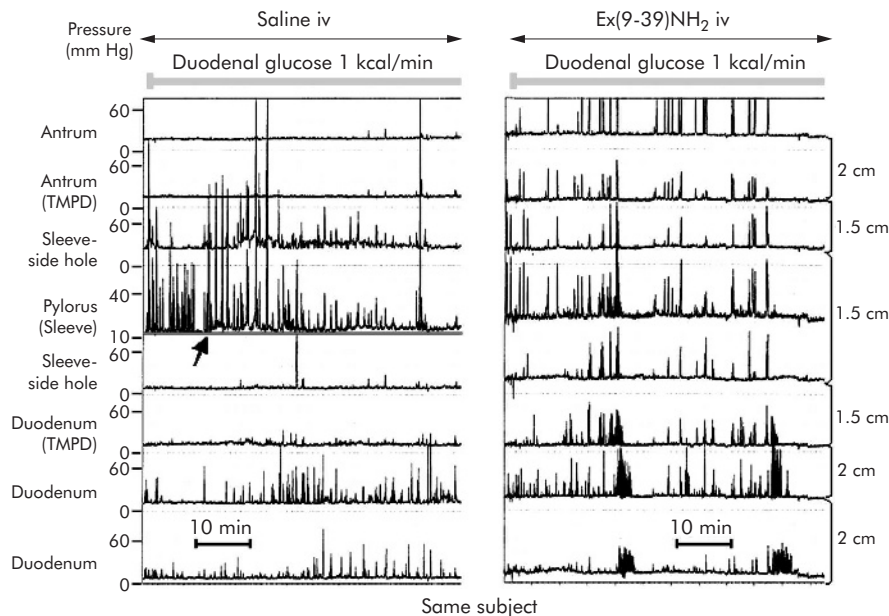 Pressure
(mm Hg)
Saline iv
Ex(9-39)NH₂ iv
Duodenal glucose 1 kcal/min
Duodenal glucose 1 kcal/min
60
Antrum
0
60
Antrum
(TMPD)
0
Sleeve-
side hole
60
0
Pylorus
(Sleeve)
40
10
Sleeve-
side hole
60
0
Duodenum
(TMPD)
60
0
Duodenum
60
0
Duodenum
60
0
10 min
10 min
2 cm
1.5 cm
1.5 cm
1.5 cm
2 cm
2 cm
Same subject